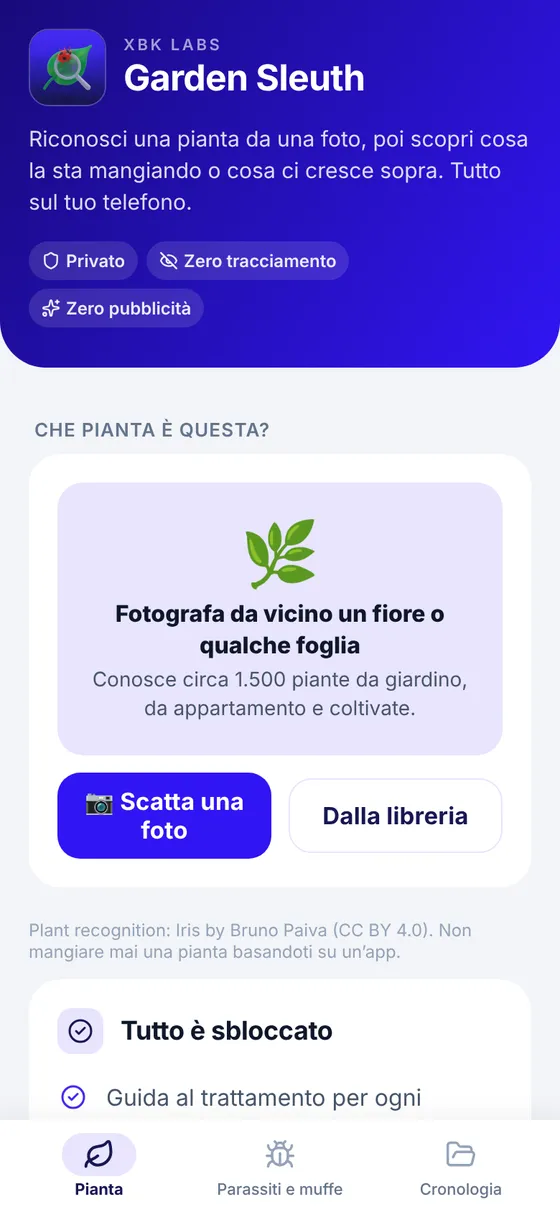 XBK LABS
Garden Sleuth
Riconosci una pianta da una foto, poi scopri cosa
la sta mangiando o cosa ci cresce sopra. Tutto
sul tuo telefono.
Privato
Zero tracciamento
Zero pubblicità
CHE PIANTA È QUESTA?
Fotografa da vicino un fiore o
qualche foglia
Conosce circa 1.500 piante da giardino,
da appartamento e coltivate.
Scatta una
foto
Dalla libreria
Plant recognition: Iris by Bruno Paiva (CC BY 4.0). Non
mangiare mai una pianta basandoti su un’app.
Tutto è sbloccato
Guida al trattamento per ogni
Pianta
Parassiti e muffe
Cronologia